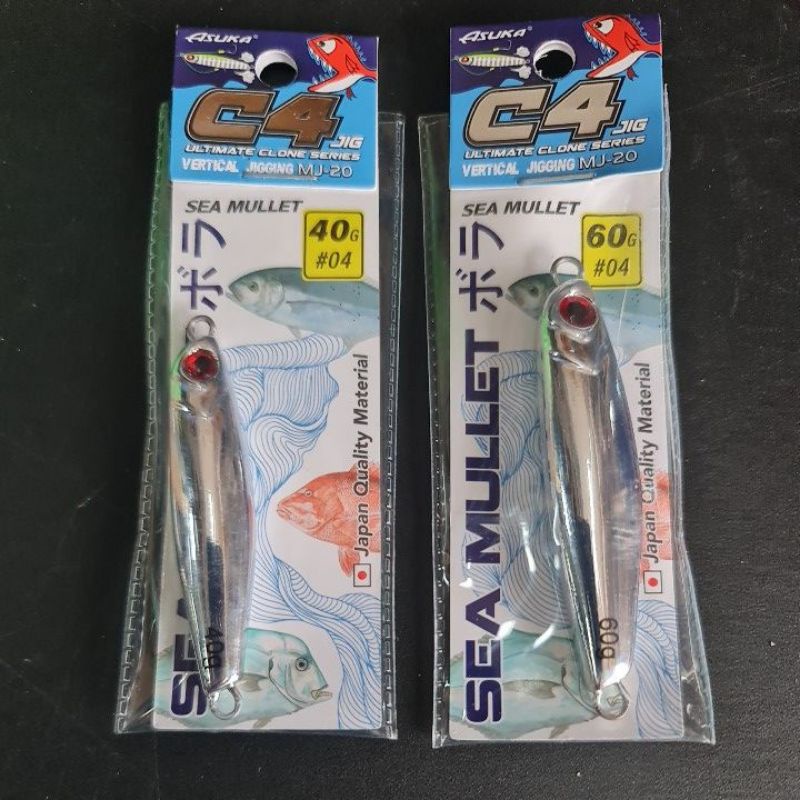 ASUKA
C4
JIG
ULTIMATE CLONE SERIES
VERTICAL JIGGING MJ-20
SEA MULLET
40G
#04
SEA MULLET ボラ
Japan Quality Material
40g
ASUKA
C4
JIG
ULTIMATE CLONE SERIES
VERTICAL JIGGING MJ-20
SEA MULLET
60G
#04
SEA MULLET ボラ
Japan Quality Material
60g